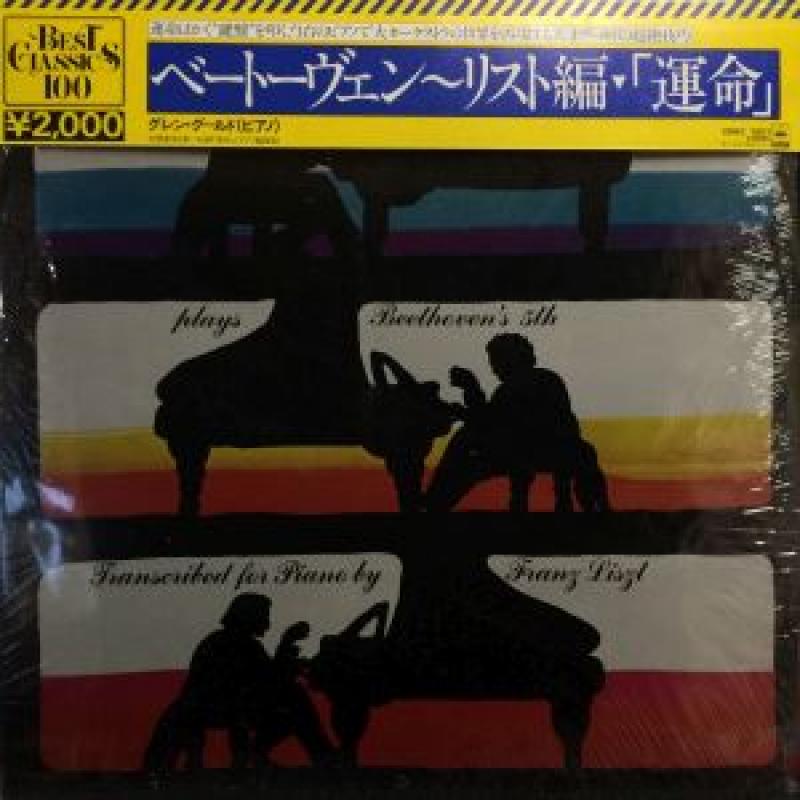 BEST
CLASSICS
100
¥2,000
ベートーヴェン〜リスト編・「運命」
グレン・グールド(ピアノ)
plays Beethoven's 5th
Transcribed for Piano by Franz Liszt